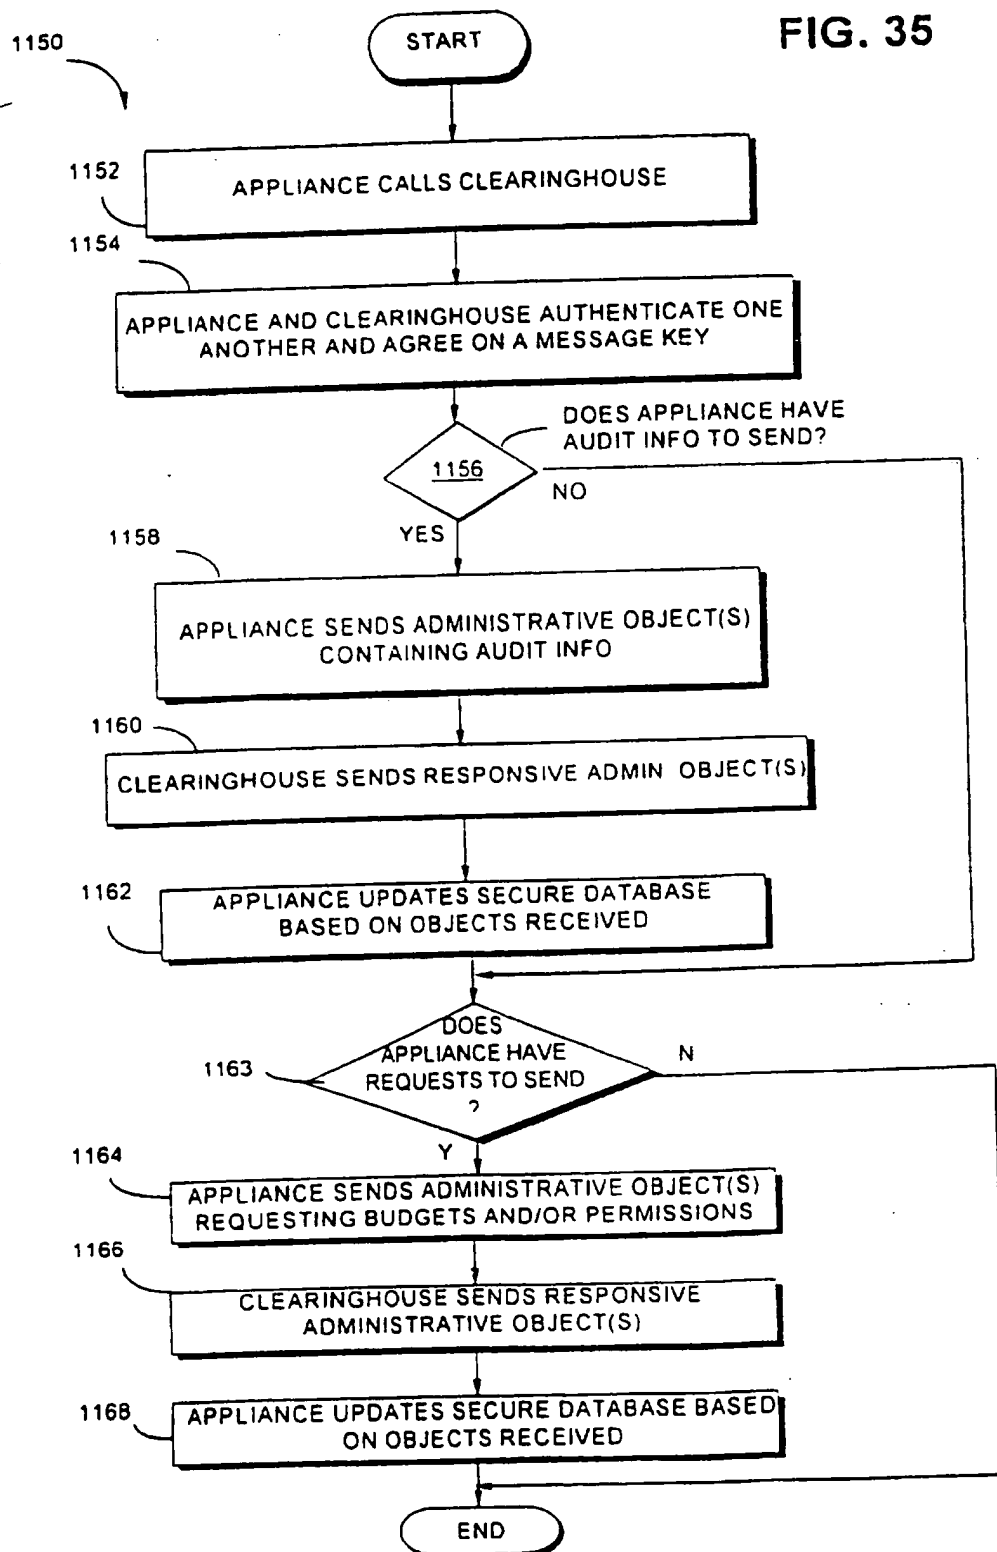 FIG. 35
1150
START
1152
APPLIANCE CALLS CLEARINGHOUSE
1154
APPLIANCE AND CLEARINGHOUSE AUTHENTICATE ONE
ANOTHER AND AGREE ON A MESSAGE KEY
DOES APPLIANCE HAVE
AUDIT INFO TO SEND?
1156
NO
YES
1158
APPLIANCE SENDS ADMINISTRATIVE OBJECT(S)
CONTAINING AUDIT INFO
1160
CLEARINGHOUSE SENDS RESPONSIVE ADMIN OBJECT(S)
1162
APPLIANCE UPDATES SECURE DATABASE
BASED ON OBJECTS RECEIVED
DOES
APPLIANCE HAVE
REQUESTS TO SEND
?
1163
N
Y
1164
APPLIANCE SENDS ADMINISTRATIVE OBJECT(S)
REQUESTING BUDGETS AND/OR PERMISSIONS
1166
CLEARINGHOUSE SENDS RESPONSIVE
ADMINISTRATIVE OBJECT(S)
1168
APPLIANCE UPDATES SECURE DATABASE BASED
ON OBJECTS RECEIVED
END